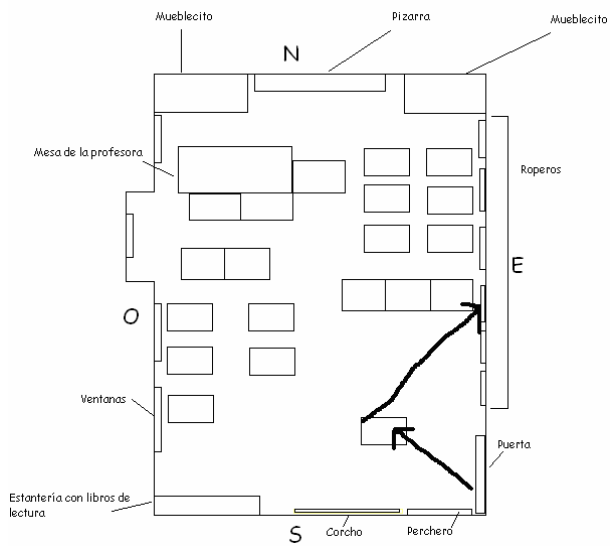 Mueblecito
Pizarra
Mueblecito
N
Mesa de la profesora
Roperos
E
O
Ventanas
Puerta
Estantería con libros de
lectura
S
Corcho
Perchero